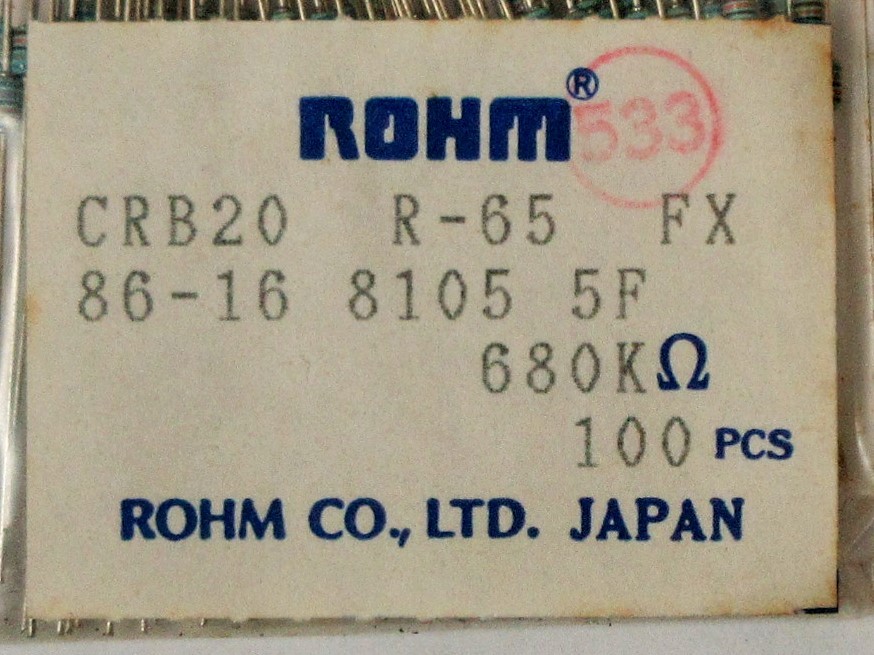 ROHM®
533
CRB20 R-65 FX
86-16 8105 5F
680KΩ
100 PCS
ROHM CO., LTD. JAPAN